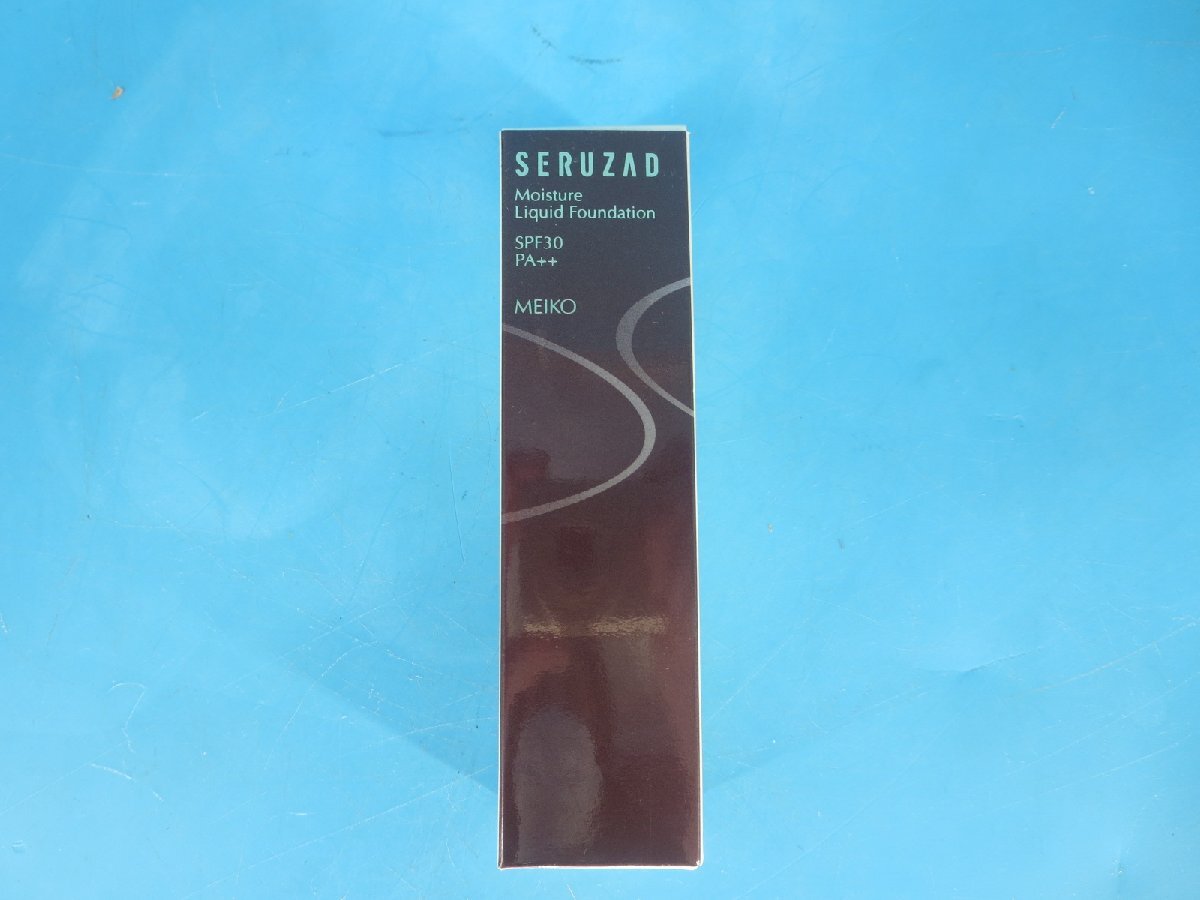 SERUZAD
Moisture
Liquid Foundation
SPF30
PA++
MEIKO